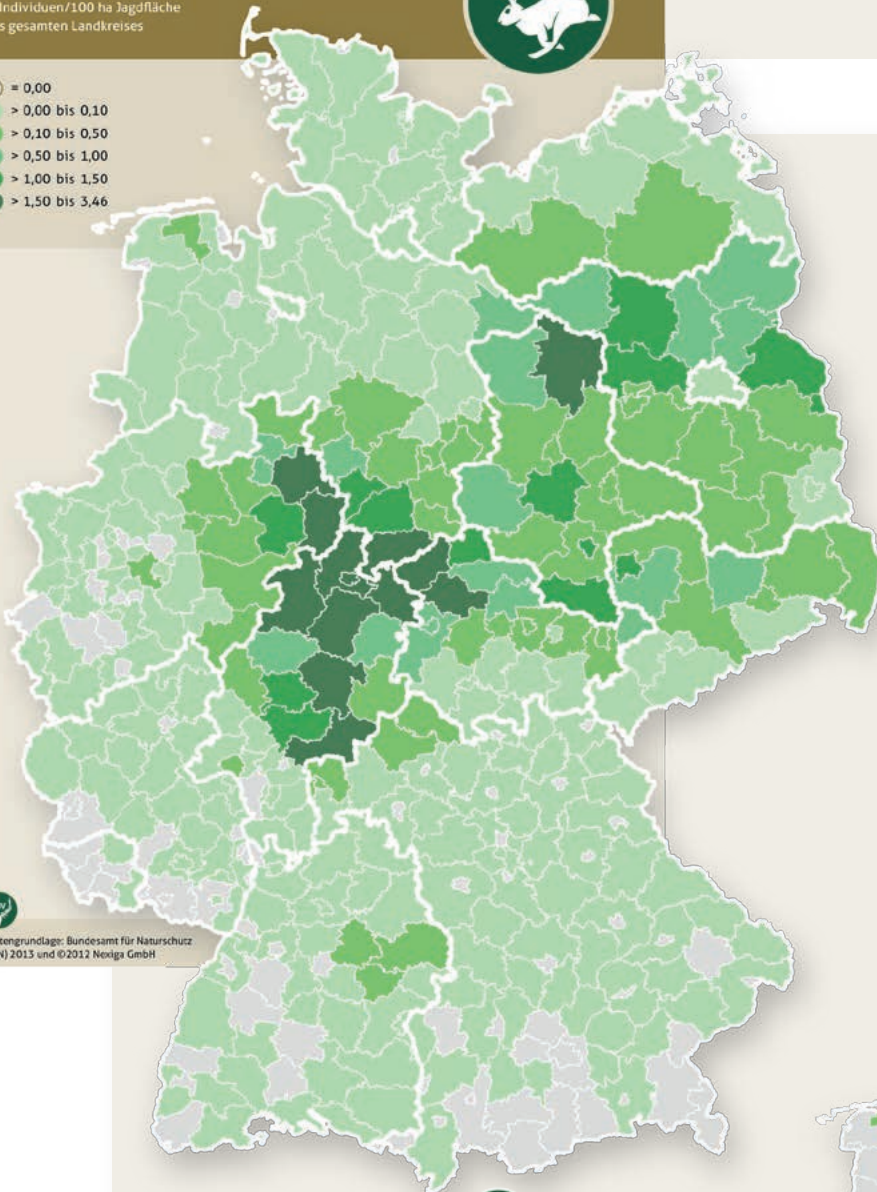 Individuen/100 ha Jagdfläche
s gesamten Landkreises
= 0,00
> 0,00 bis 0,10
> 0,10 bis 0,50
> 0,50 bis 1,00
> 1,00 bis 1,50
> 1,50 bis 3,46
tengrundlage: Bundesamt für Naturschutz
N) 2013 und ©2012 Nexiga GmbH